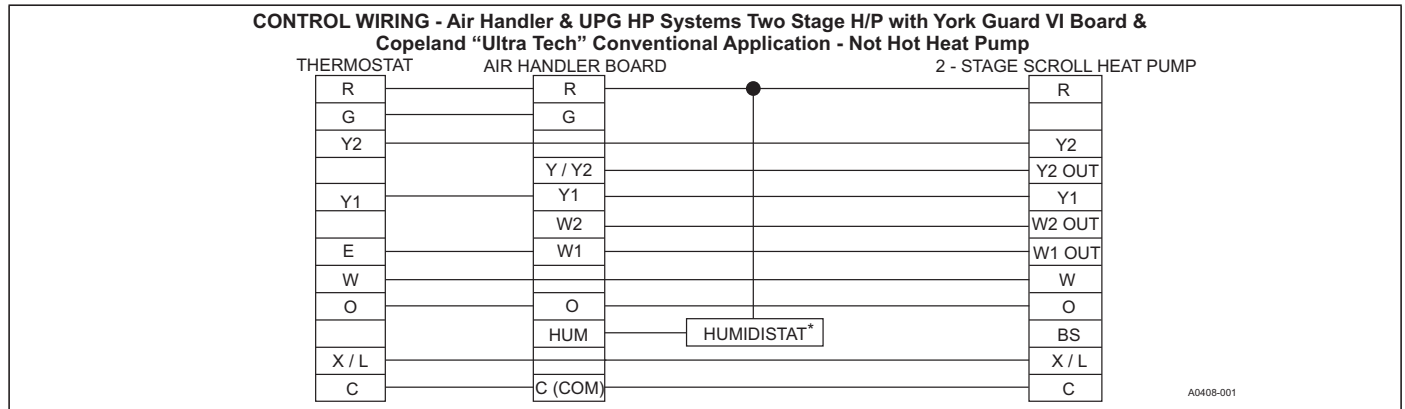 CONTROL WIRING - Air Handler & UPG HP Systems Two Stage H/P with York Guard VI Board &
Copeland “Ultra Tech” Conventional Application - Not Hot Heat Pump
THERMOSTAT AIR HANDLER BOARD 2 - STAGE SCROLL HEAT PUMP
R R R
G G
Y2 Y2
Y / Y2 Y2 OUT
Y1 Y1 Y1
W2 W2 OUT
E W1 W1 OUT
W W
O O O
HUM HUMIDISTAT* BS
X / L X / L
C C (COM) C
A0408-001